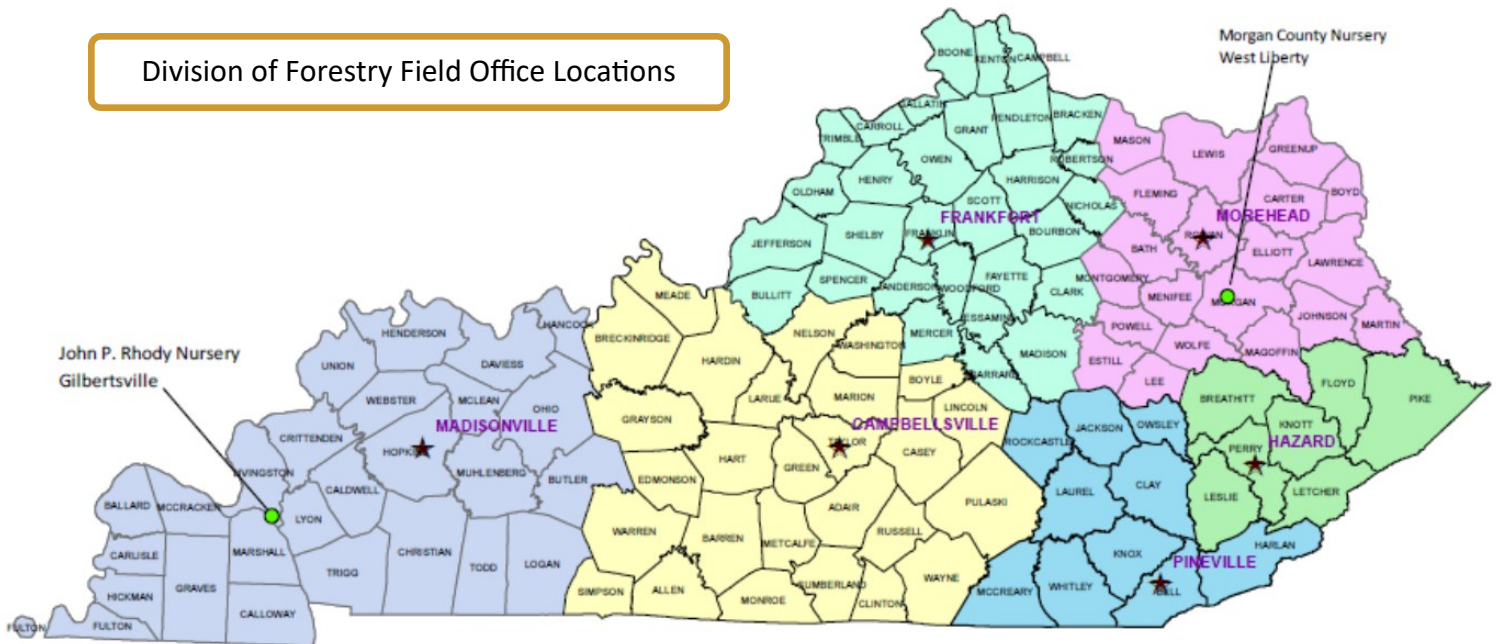 Division of Forestry Field Office Locations
Morgan County Nursery
West Liberty
John P. Rhody Nursery
Gilbertsville
BOONE
KENTON
CAMPBELL
GALLATIN
CARROLL
TRIMBLE
GRANT
PENDLETON
BRACKEN
OWEN
ROBERTSON
HENRY
HARRISON
OLDHAM
SCOTT
NICHOLAS
FRANKFORT
FRANKLIN
SHELBY
BOURBON
JEFFERSON
SPENCER
ANDERSON
WOODFORD
FAYETTE
CLARK
BULLITT
MERCER
MADISON
MASON
LEWIS
GREENUP
FLEMING
CARTER
BOYD
MOREHEAD
BATH
ELLIOTT
LAWRENCE
MONTGOMERY
MENIFEE
MORGAN
JOHNSON
MARTIN
POWELL
WOLFE
MAGOFFIN
ESTILL
LEE
MEADE
BRECKINRIDGE
NELSON
WASHINGTON
HARDIN
LARUE
MARION
BOYLE
LINCOLN
GRAYSON
CAMPBELLSVILLE
TAYLOR
HART
GREEN
CASEY
EDMONSON
ADAIR
PULASKI
WARREN
BARREN
METCALFE
RUSSELL
SIMPSON
ALLEN
MONROE
CUMBERLAND
CLINTON
WAYNE
HANCOCK
HENDERSON
DAVIESS
UNION
WEBSTER
MCLEAN
OHIO
MADISONVILLE
CRITTENDEN
MUHLENBERG
BUTLER
CALDWELL
BALLARD
LYON
CARLISLE
MARSHALL
CHRISTIAN
TODD
LOGAN
TRIGG
GRAVES
HICKMAN
CALLOWAY
FULTON
FULTON
FLOYD
PIKE
BREATHITT
KNOTT
HAZARD
PERRY
LESLIE
LETCHER
ROCKCASTLE
JACKSON
OWSLEY
LAUREL
CLAY
KNOX
HARLAN
PINEVILLE
MCCREARY
WHITLEY